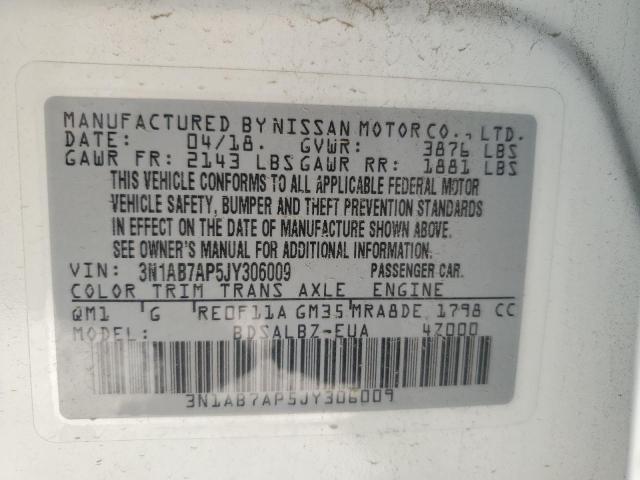 MANUFACTURED BY NISSAN MOTOR CO., LTD.
DATE: 04/18. GVWR: 3876 LBS
GAWR FR: 2143 LBS GAWR RR: 1881 LBS
THIS VEHICLE CONFORMS TO ALL APPLICABLE FEDERAL MOTOR
VEHICLE SAFETY, BUMPER AND THEFT PREVENTION STANDARDS
IN EFFECT ON THE DATE OF MANUFACTURE SHOWN ABOVE.
SEE OWNER'S MANUAL FOR ADDITIONAL INFORMATION.
VIN: 3N1AB7AP5JY306009 PASSENGER CAR.
COLOR TRIM TRANS AXLE ENGINE
QM1 G RE0F11A GM35 MRA8DE 1798 CC
MODEL: BDSALBZ-EUA 4Z000
3N1AB7AP5JY306009